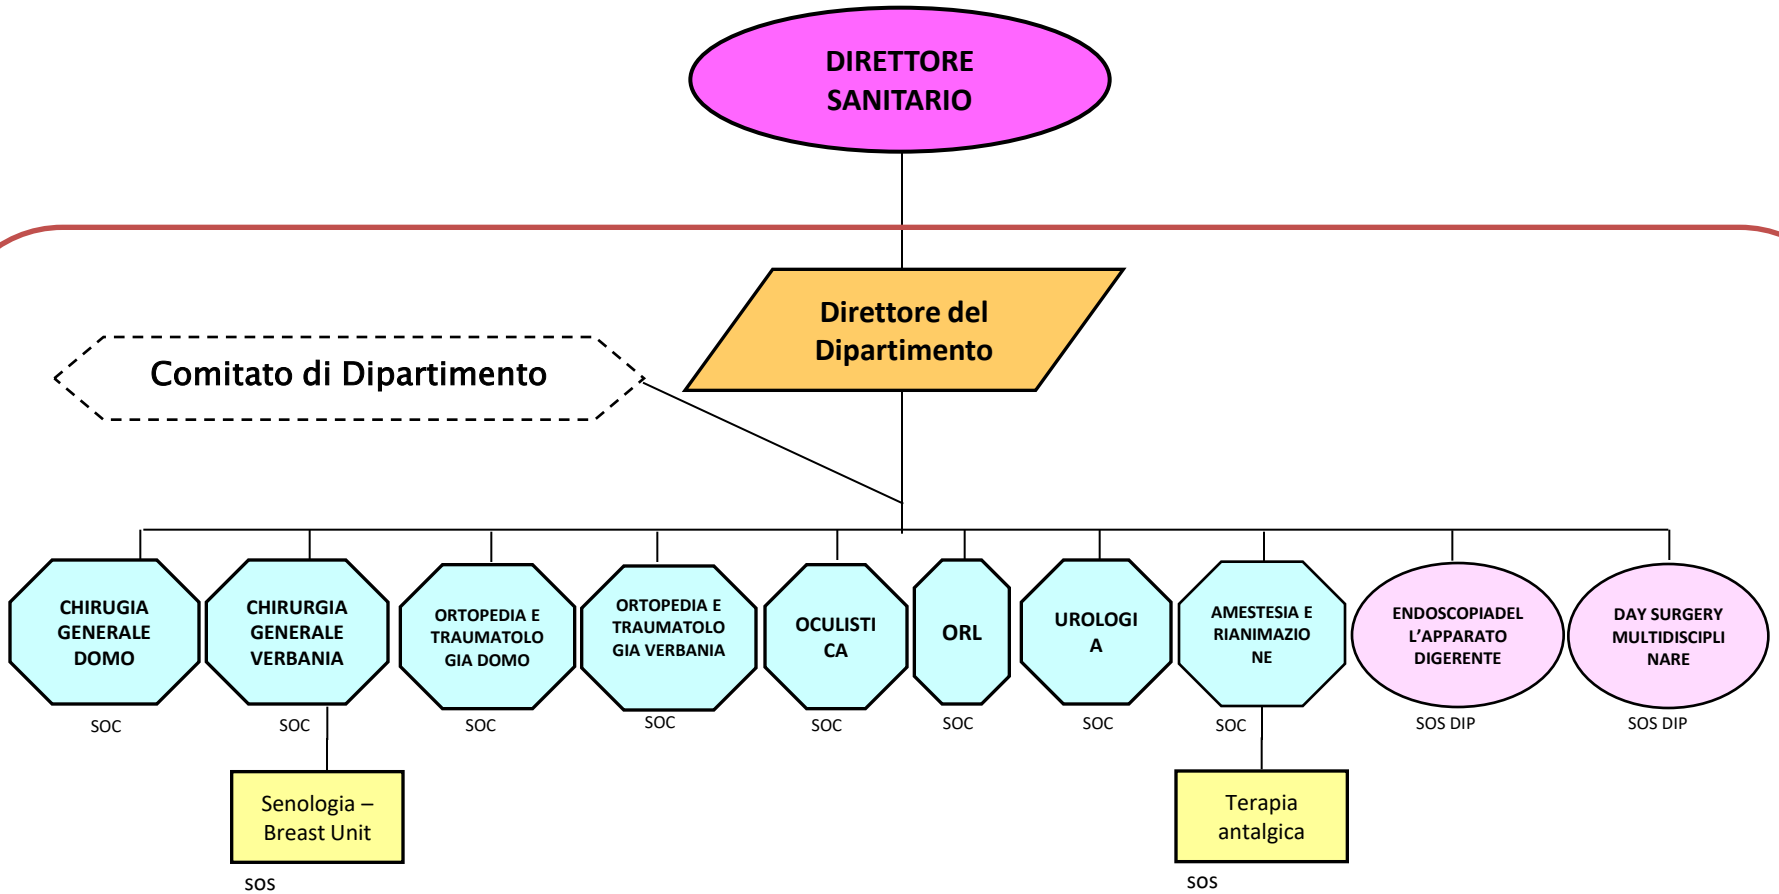 DIRETTORE
SANITARIO
Direttore del
Dipartimento
Comitato di Dipartimento
CHIRUGIA
GENERALE
DOMO
SOC
CHIRURGIA
GENERALE
VERBANIA
SOC
ORTOPEDIA E
TRAUMATOLO
GIA DOMO
SOC
ORTOPEDIA E
TRAUMATOLO
GIA VERBANIA
SOC
OCULISTI
CA
SOC
ORL
SOC
UROLOGI
A
SOC
AMESTESIA E
RIANIMAZIO
NE
SOC
ENDOSCOPIADEL
L’APPARATO
DIGERENTE
SOS DIP
DAY SURGERY
MULTIDISCIPLI
NARE
SOS DIP
Senologia –
Breast Unit
SOS
Terapia
antalgica
SOS